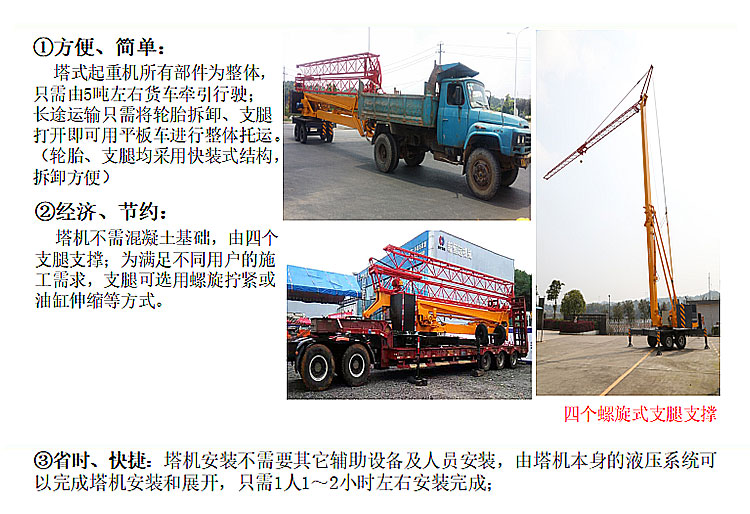 ①方便、简单：
塔式起重机所有部件为整体，
只需由5吨左右货车牵引行驶；
长途运输只需将轮胎拆卸、支腿
打开即可用平板车进行整体托运。
（轮胎、支腿均采用快装式结构，
拆卸方便）
②经济、节约：
塔机不需混凝土基础，由四个
支腿支撑；为满足不同用户的施
工需求，支腿可选用螺旋拧紧或
油缸伸缩等方式。
四个螺旋式支腿支撑
③省时、快捷：塔机安装不需要其它辅助设备及人员安装，由塔机本身的液压系统可
以完成塔机安装和展开，只需1人1～2小时左右安装完成；